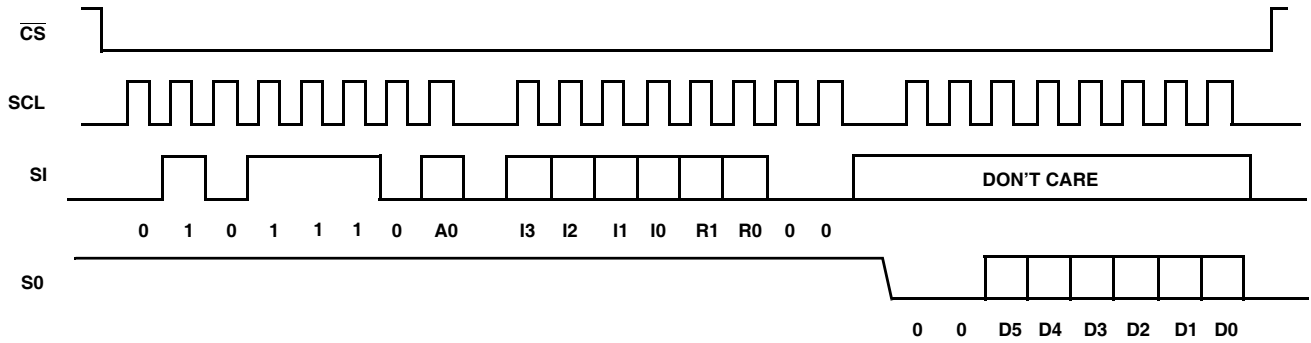 CS
SCL
SI
DON'T CARE
0 1 0 1 1 1 0 A0 I3 I2 I1 I0 R1 R0 0 0
S0
0 0 D5 D4 D3 D2 D1 D0